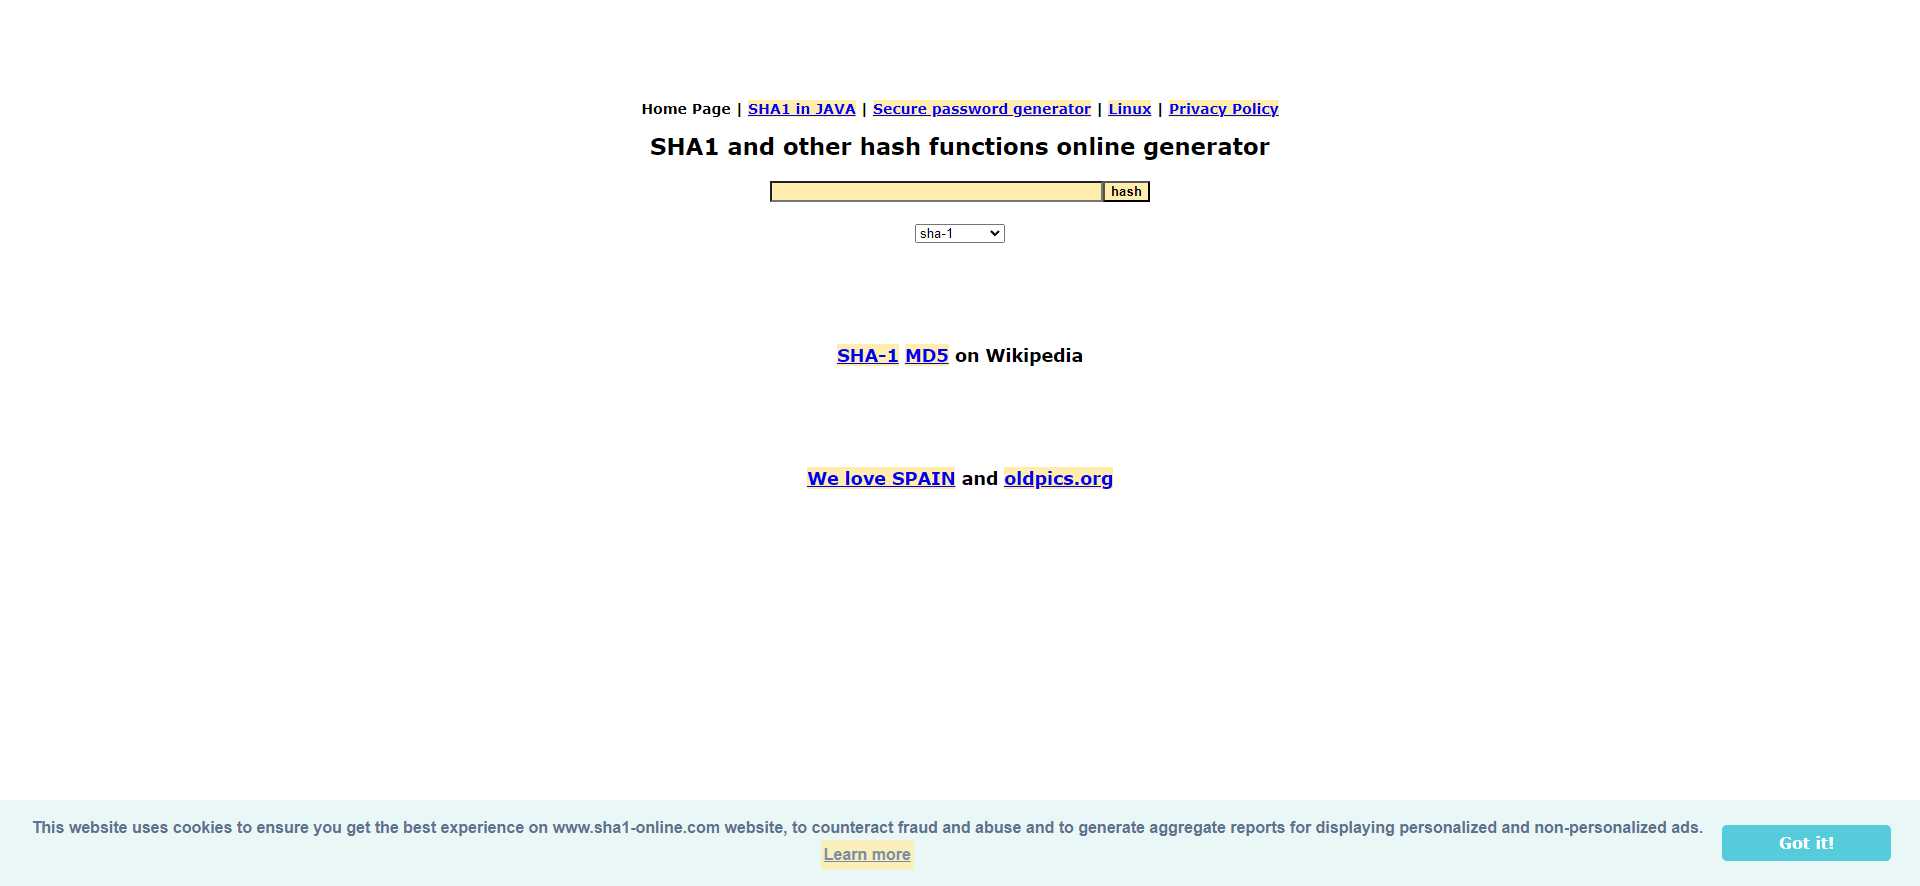 Home Page | SHA1 in JAVA | Secure password generator | Linux | Privacy Policy
SHA1 and other hash functions online generator
hash
sha-1
SHA-1 MD5 on Wikipedia
We love SPAIN and oldpics.org
This website uses cookies to ensure you get the best experience on www.sha1-online.com website, to counteract fraud and abuse and to generate aggregate reports for displaying personalized and non-personalized ads.
Learn more
Got it!